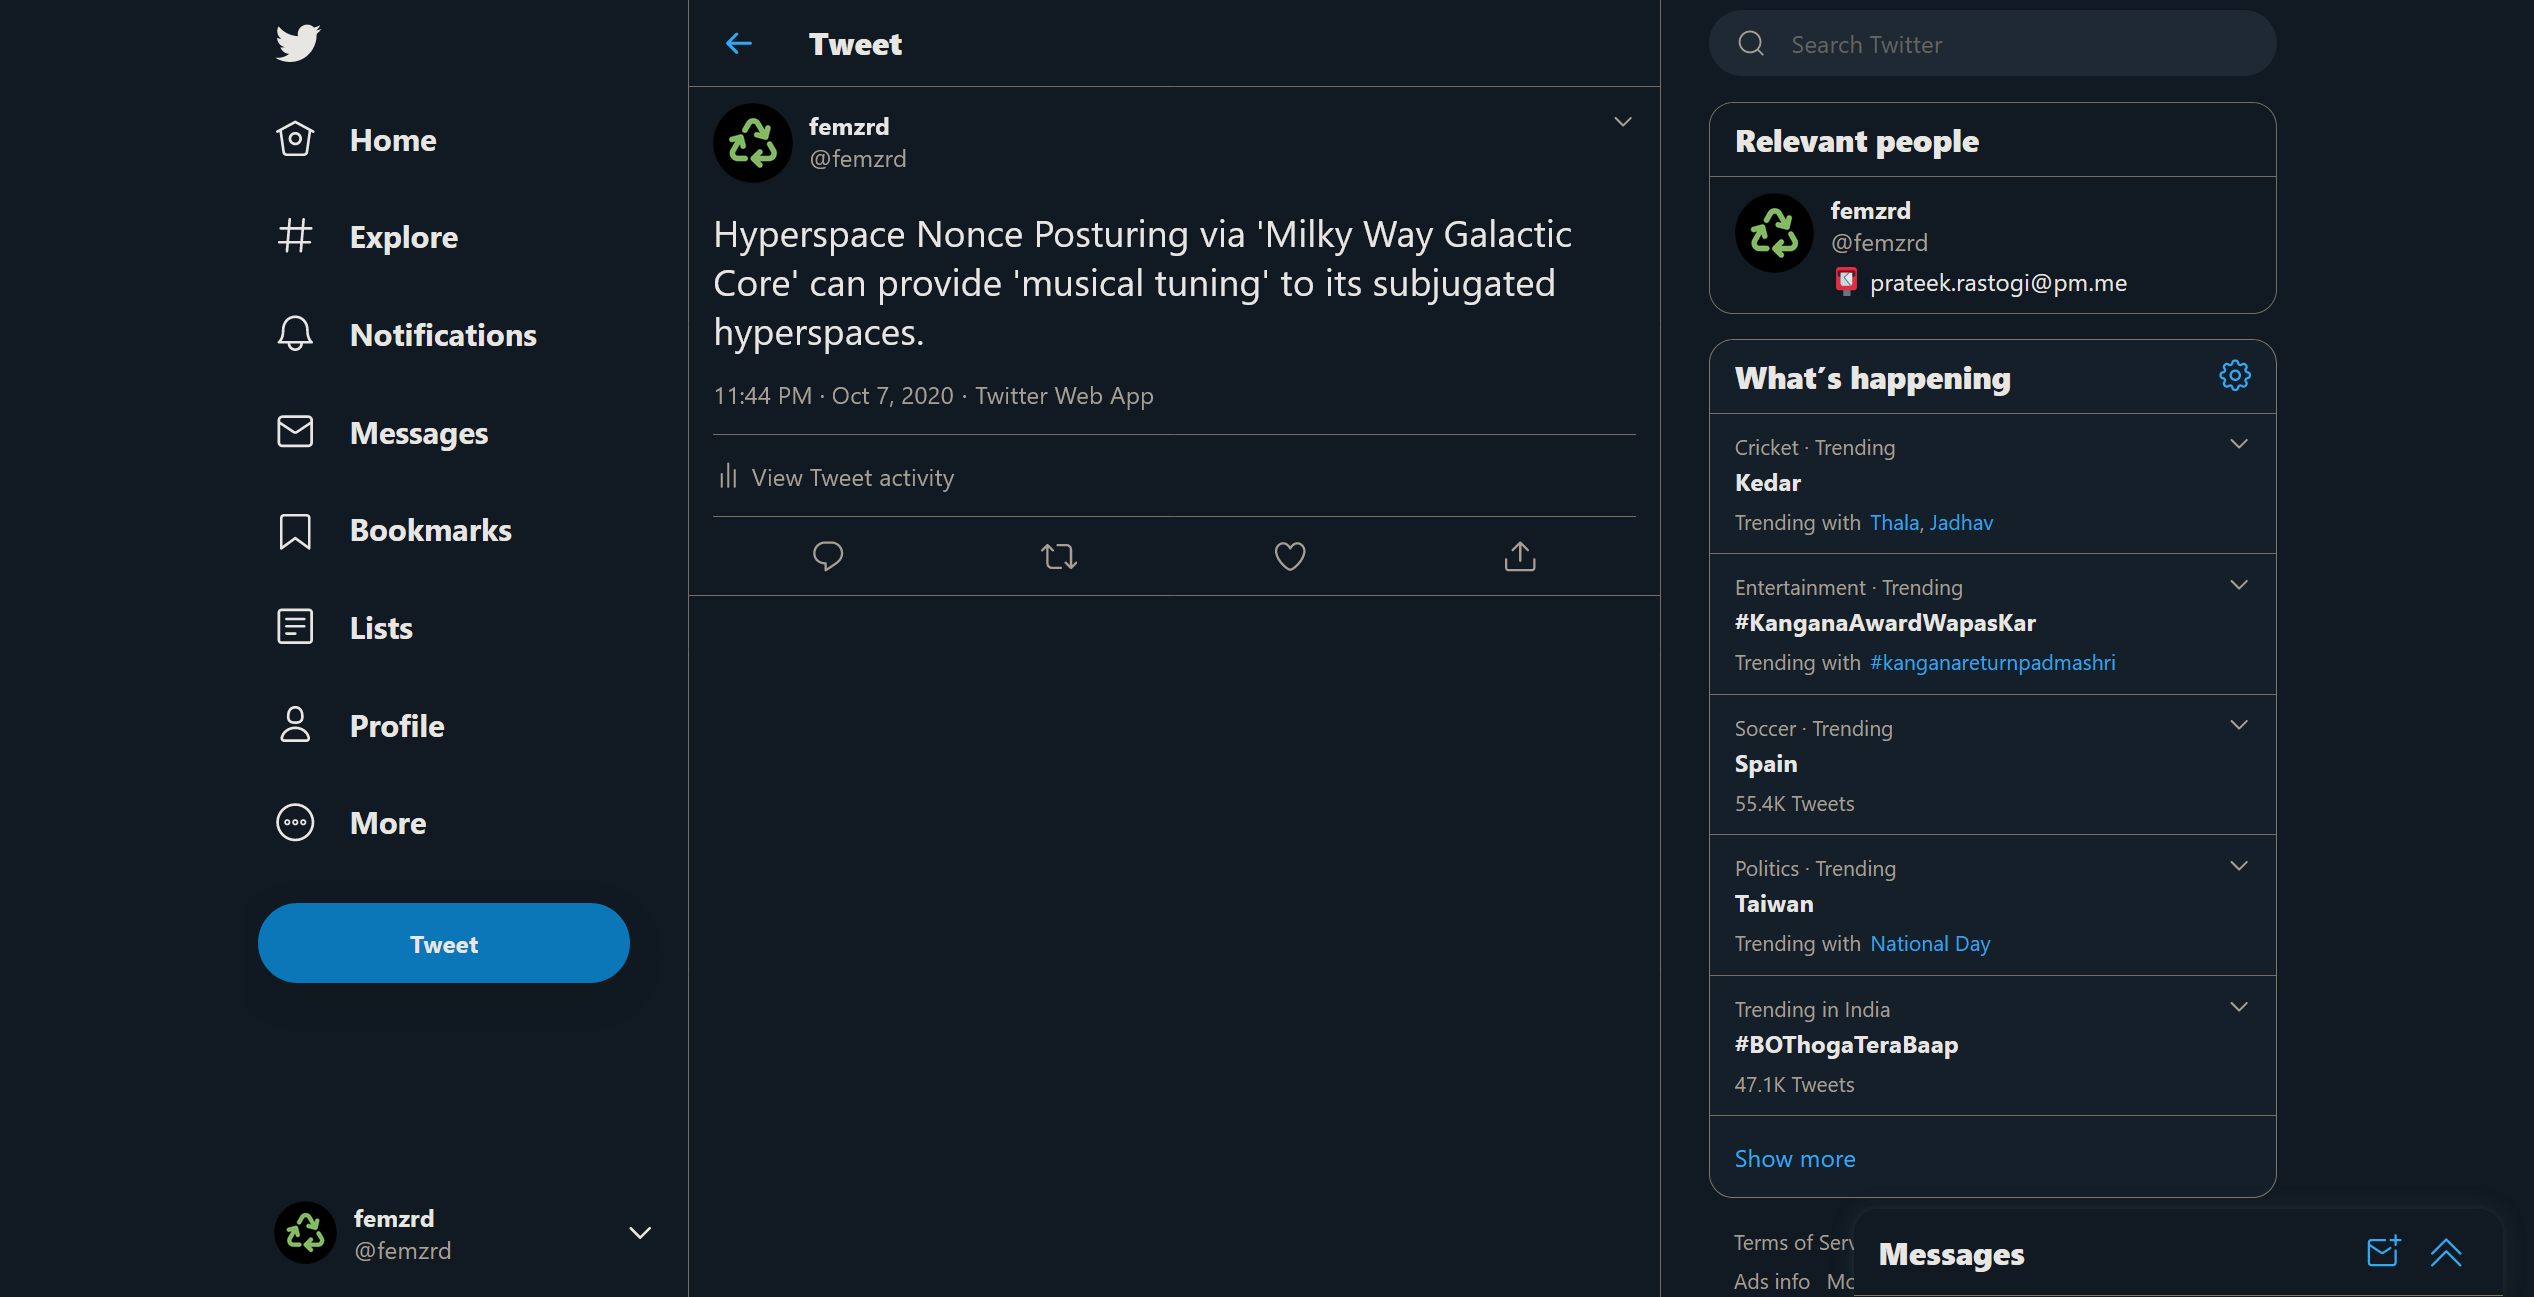 Home
Explore
Notifications
Messages
Bookmarks
Lists
Profile
More
Tweet
femzrd
@femzrd
Tweet
femzrd
@femzrd
Hyperspace Nonce Posturing via 'Milky Way Galactic
Core' can provide 'musical tuning' to its subjugated
hyperspaces.
11:44 PM · Oct 7, 2020 · Twitter Web App
View Tweet activity
Search Twitter
Relevant people
femzrd
@femzrd
prateek.rastogi@pm.me
What's happening
Cricket · Trending
Kedar
Trending with Thala, Jadhav
Entertainment · Trending
#KanganaAwardWapasKar
Trending with #kanganareturnpadmashri
Soccer · Trending
Spain
55.4K Tweets
Politics · Trending
Taiwan
Trending with National Day
Trending in India
#BOThogaTeraBaap
47.1K Tweets
Show more
Terms of
Ads info
Messages